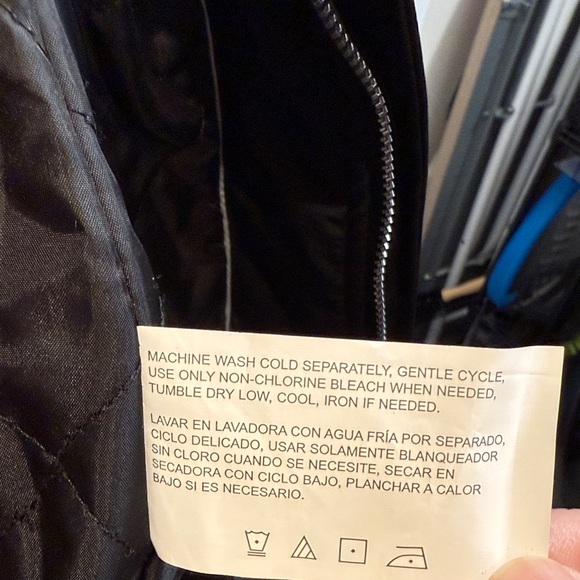 MACHINE WASH COLD SEPARATELY, GENTLE CYCLE,
USE ONLY NON-CHLORINE BLEACH WHEN NEEDED,
TUMBLE DRY LOW, COOL, IRON IF NEEDED.
LAVAR EN LAVADORA CON AGUA FRÍA POR SEPARADO,
CICLO DELICADO, USAR SOLAMENTE BLANQUEADOR
SIN CLORO CUANDO SE NECESITE, SECAR EN
SECADORA CON CICLO BAJO, PLANCHAR A CALOR
BAJO SI ES NECESARIO.